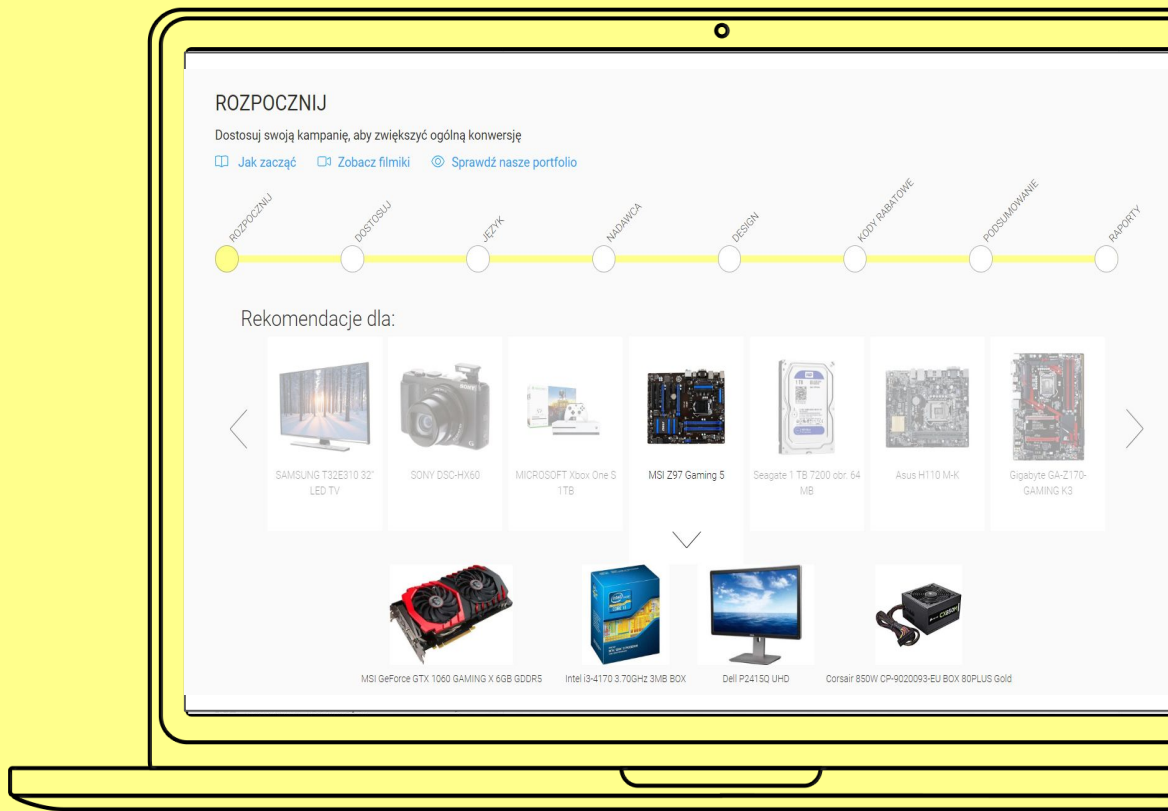 ROZPOCZNIJ
Dostosuj swoją kampanię, aby zwiększyć ogólną konwersję
Jak zacząć Zobacz filmiki Sprawdź nasze portfolio
ROZPOCZNIJ DOSTOSUJ JĘZYK NADAWCA DESIGN KODY RABATOWE PODSUMOWANIE RAPORTY
Rekomendacje dla:
SAMSUNG T32E310 32"
LED TV
SONY DSC-HX60
MICROSOFT Xbox One S
1TB
MSI Z97 Gaming 5
Seagate 1 TB 7200 obr. 64
MB
Asus H110 M-K
Gigabyte GA-Z170-
GAMING K3
MSI GeForce GTX 1060 GAMING X 6GB GDDR5
Intel i3-4170 3.70GHz 3MB BOX
Dell P2415Q UHD
Corsair 850W CP-9020093-EU BOX 80PLUS Gold